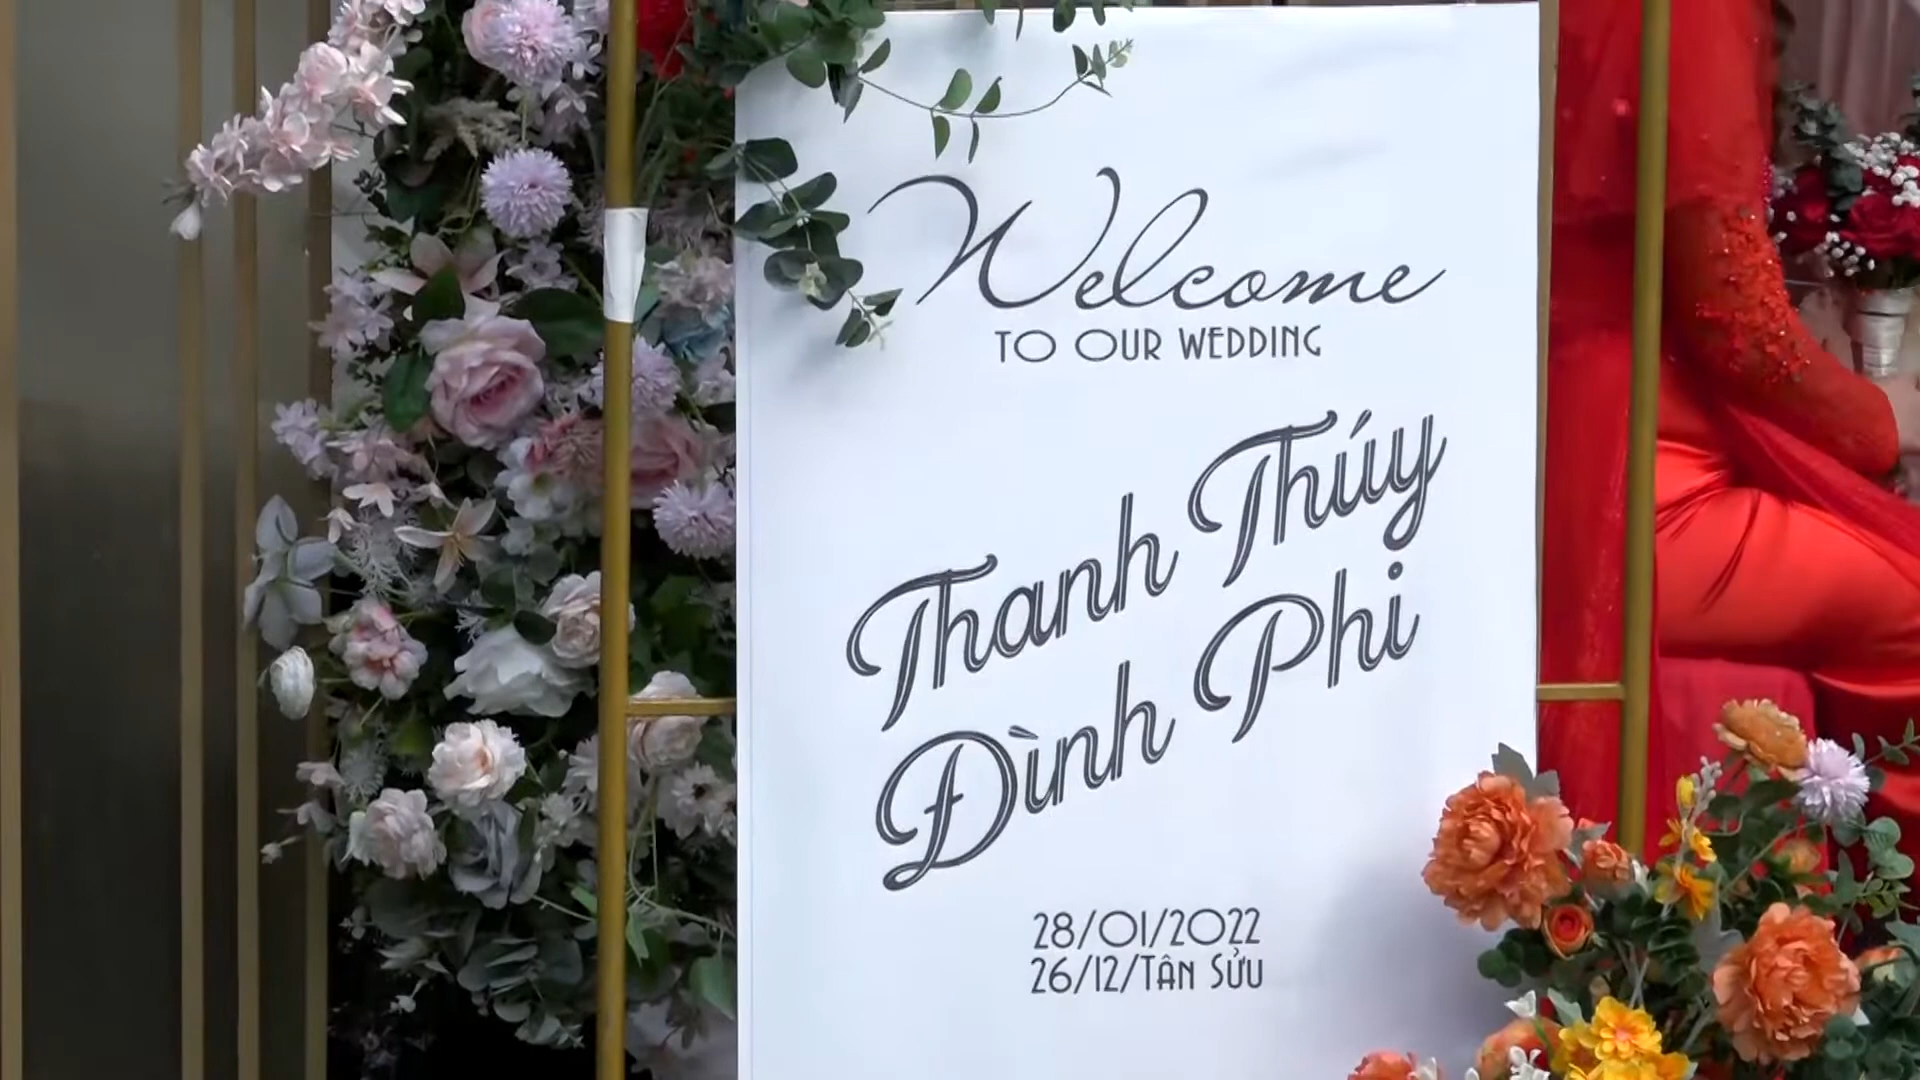 Welcome
TO OUR WEDDING
Thanh Thúy
Đình Phi
28/01/2022
26/12/TÂN SỬU